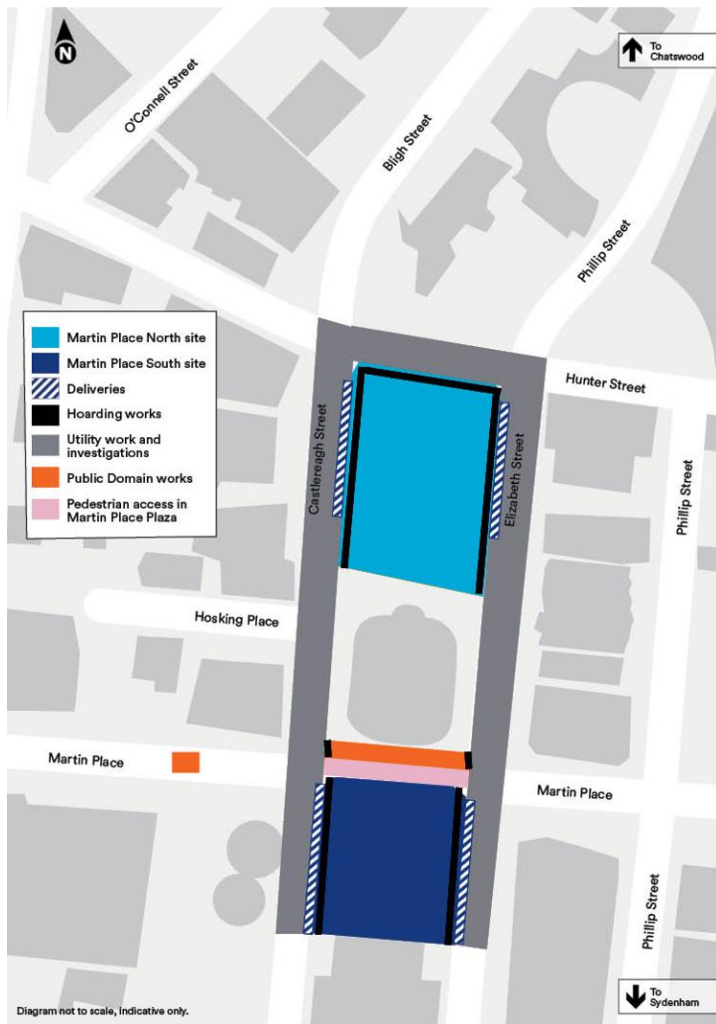 N
To
Chatswood
O'Connell Street
Bligh Street
Phillip Street
Martin Place North site
Martin Place South site
Deliveries
Hoarding works
Utility work and
investigations
Public Domain works
Pedestrian access in
Martin Place Plaza
Hunter Street
Castlereagh Street
Elizabeth Street
Phillip Street
Hosking Place
Martin Place
Martin Place
Phillip Street
To
Sydenham
Diagram not to scale, indicative only.